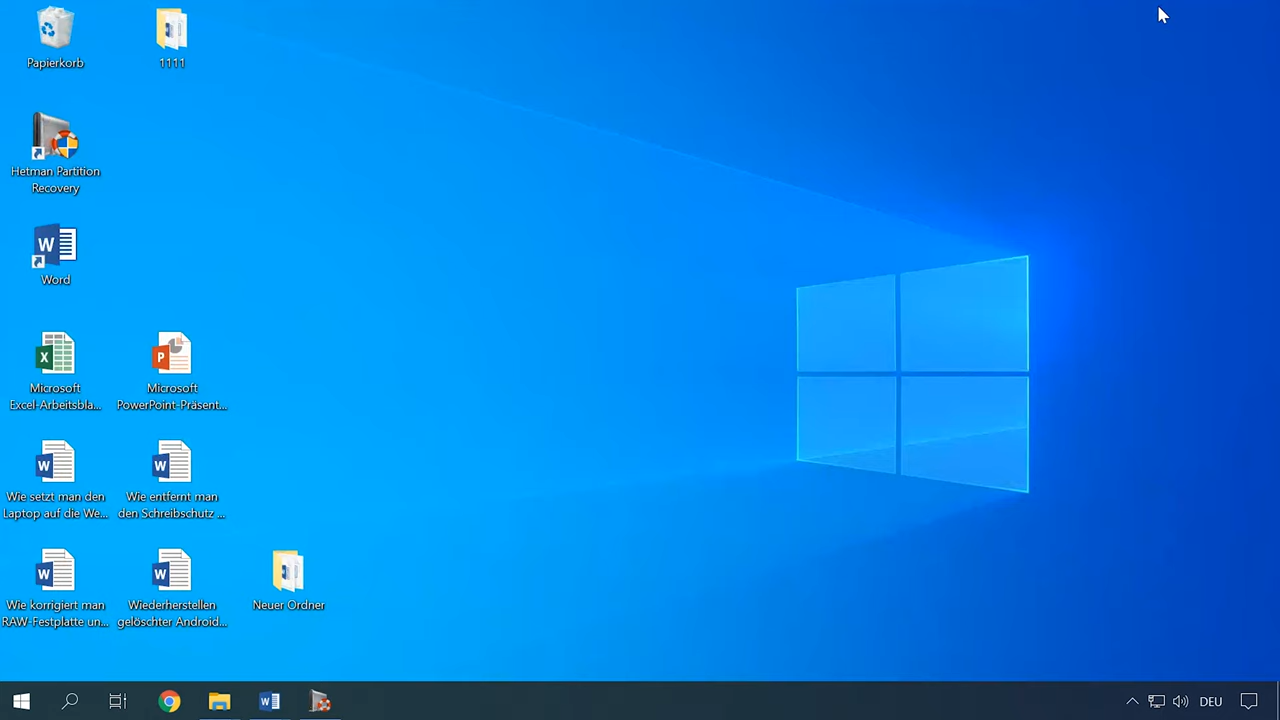 Papierkorb
1111
Hetman Partition
Recovery
Word
Microsoft
Excel-Arbeitsbla...
Microsoft
PowerPoint-Präsent...
Wie setzt man den
Laptop auf die We...
Wie entfernt man
den Schreibschutz ...
Wie korrigiert man
RAW-Festplatte un...
Wiederherstellen
gelöschter Android...
Neuer Ordner
DEU